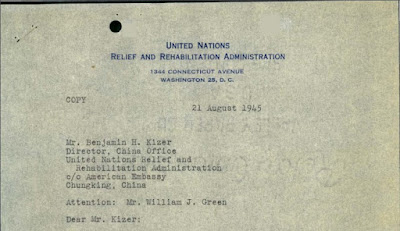 UNITED NATIONS
RELIEF AND REHABILITATION ADMINISTRATION
1344 CONNECTICUT AVENUE
WASHINGTON 25, D. C.
COPY
21 August 1945
Mr. Benjamin H. Kizer
Director, China Office
United Nations Relief and
Rehabilitation Administration
c/o American Embassy
Chungking, China
Attention: Mr. William J. Green
Dear Mr. Kizer: